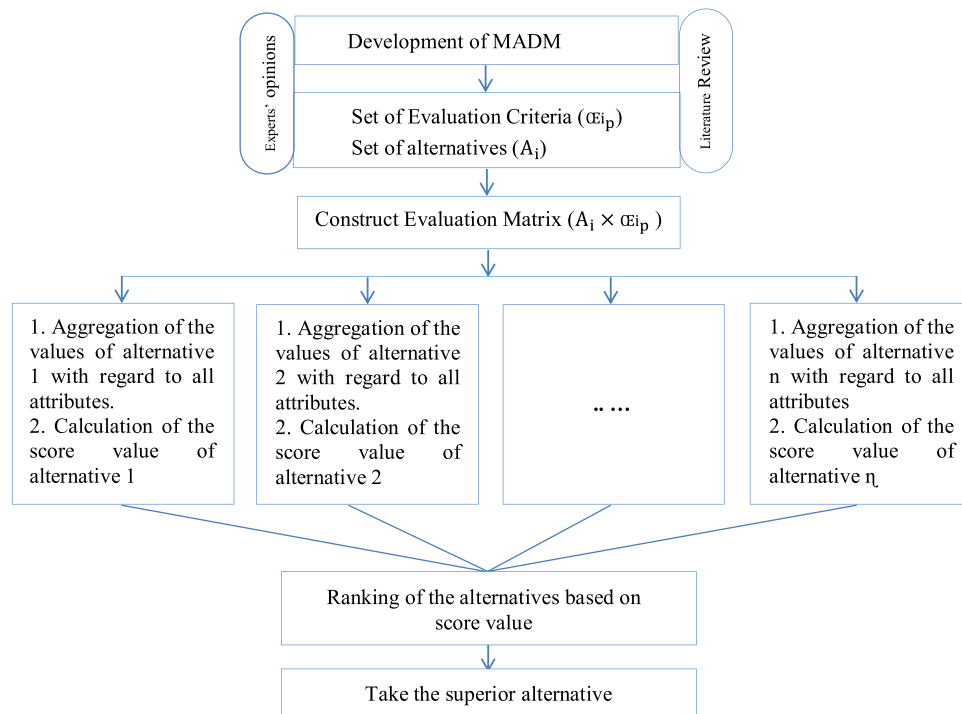 Experts' opinions
Development of MADM
Literature Review
Set of Evaluation Criteria (Œi_p)
Set of alternatives (A_i)
Construct Evaluation Matrix (A_i × Œi_p )
1. Aggregation of the
values of alternative
1 with regard to all
attributes.
2. Calculation of the
score value of
alternative 1
1. Aggregation of the
values of alternative
2 with regard to all
attributes.
2. Calculation of the
score value of
alternative 2
.. ...
1. Aggregation of the
values of alternative
n with regard to all
attributes
2. Calculation of the
score value of
alternative ɳ
Ranking of the alternatives based on
score value
Take the superior alternative